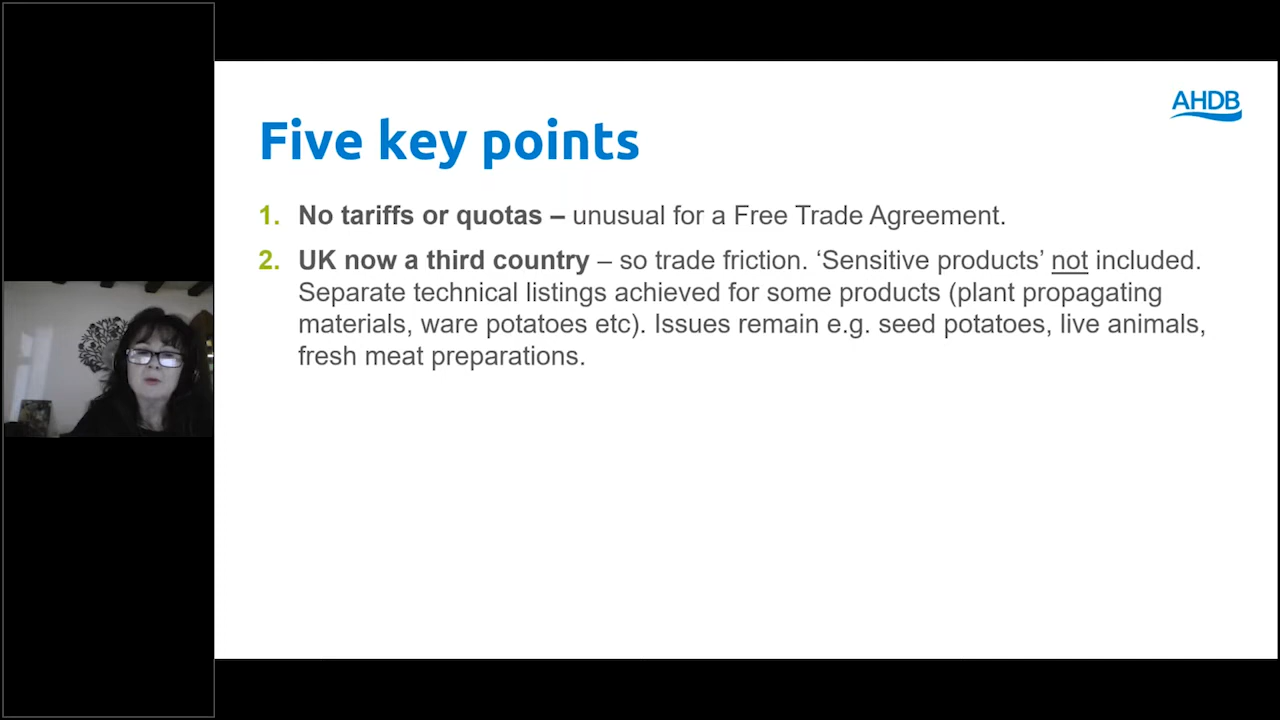 AHDB
Five key points
1. No tariffs or quotas – unusual for a Free Trade Agreement.
2. UK now a third country – so trade friction. ‘Sensitive products’ not included.
Separate technical listings achieved for some products (plant propagating
materials, ware potatoes etc). Issues remain e.g. seed potatoes, live animals,
fresh meat preparations.